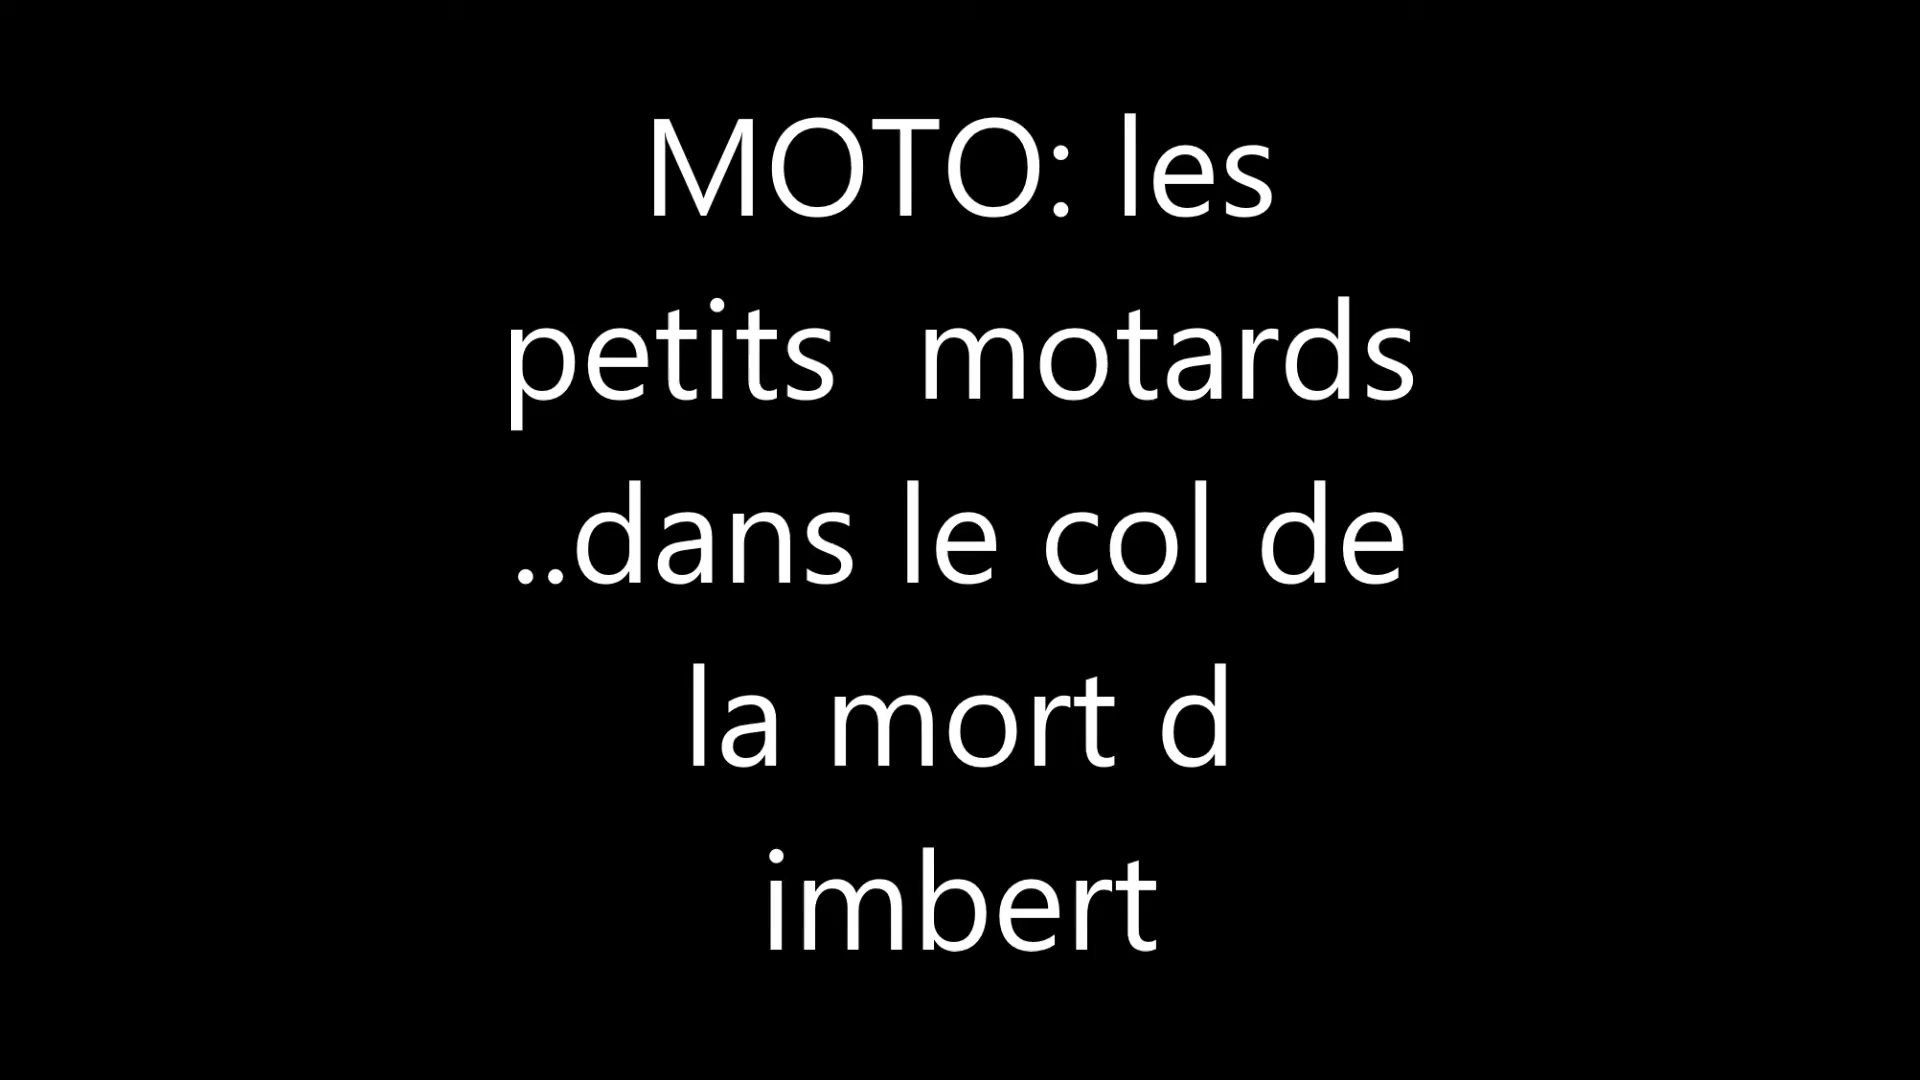 MOTO: les
petits  motards
..dans le col de
la mort d
imbert